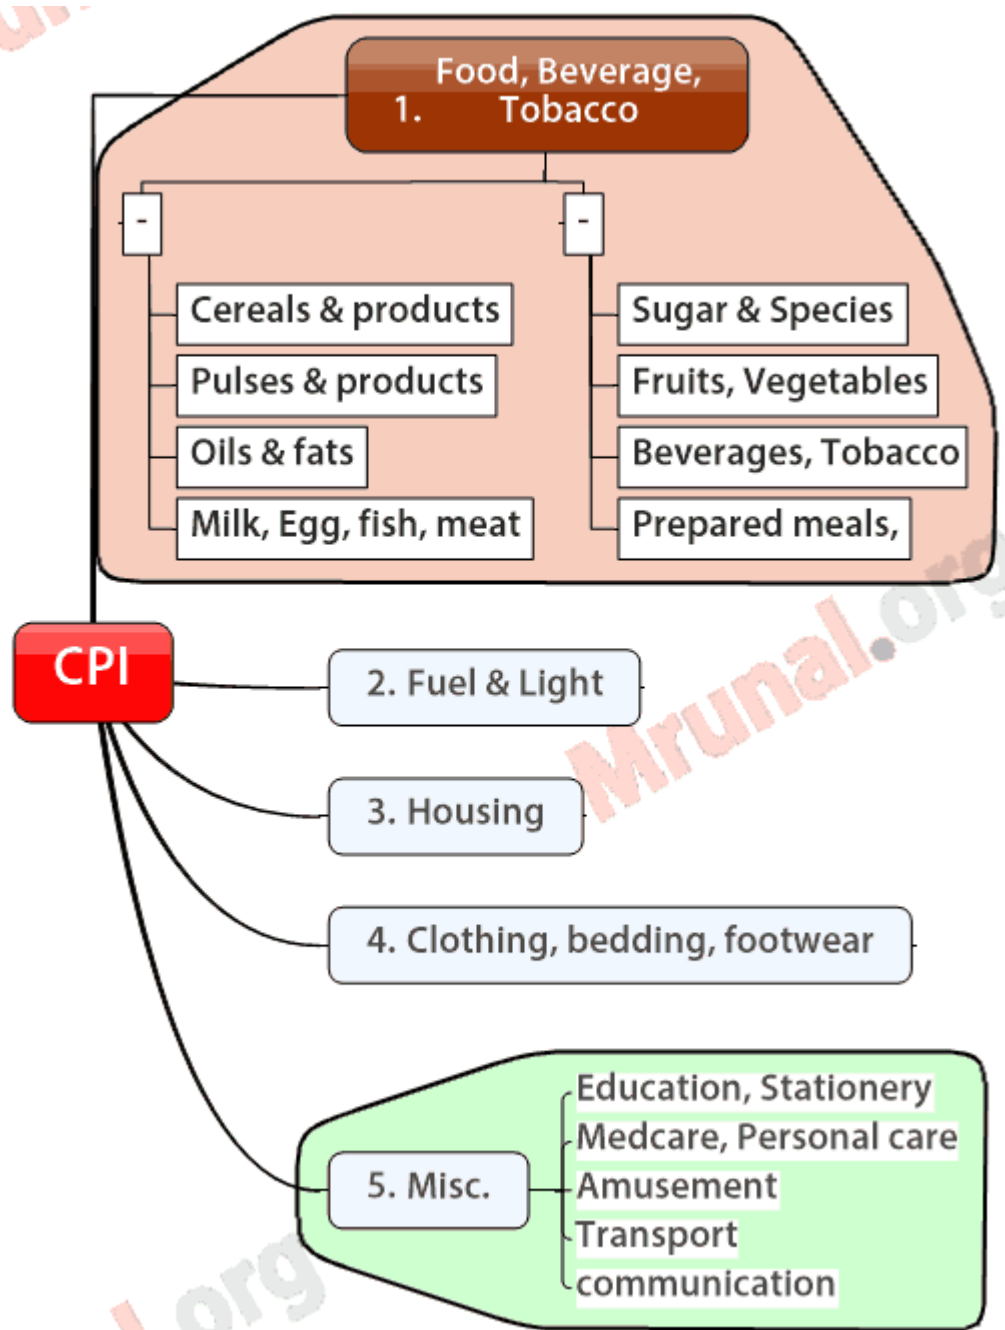 Food, Beverage,
1. Tobacco
-
-
Cereals & products
Pulses & products
Oils & fats
Milk, Egg, fish, meat
Sugar & Species
Fruits, Vegetables
Beverages, Tobacco
Prepared meals,
CPI
2. Fuel & Light
3. Housing
4. Clothing, bedding, footwear
5. Misc.
Education, Stationery
Medcare, Personal care
Amusement
Transport
communication
Mrunal.org